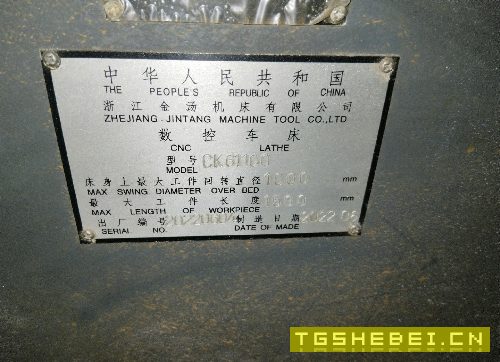 中华人民共和国
THE PEOPLE'S REPUBLIC OF CHINA
浙江金汤机床有限公司
ZHEJIANG JINTANG MACHINE TOOL CO.,LTD
数控车床
CNC LATHE
型号
MODEL
床身上最大工件回转直径 1000 mm
MAX SWING DIAMETER OVER BED
最大工件长度 1500 mm
MAX LENGTH OF WORKPIECE
出厂编号 制造日期 2022.06
SERIAL NO. DATE OF MADE
TGSHEBEI.CN